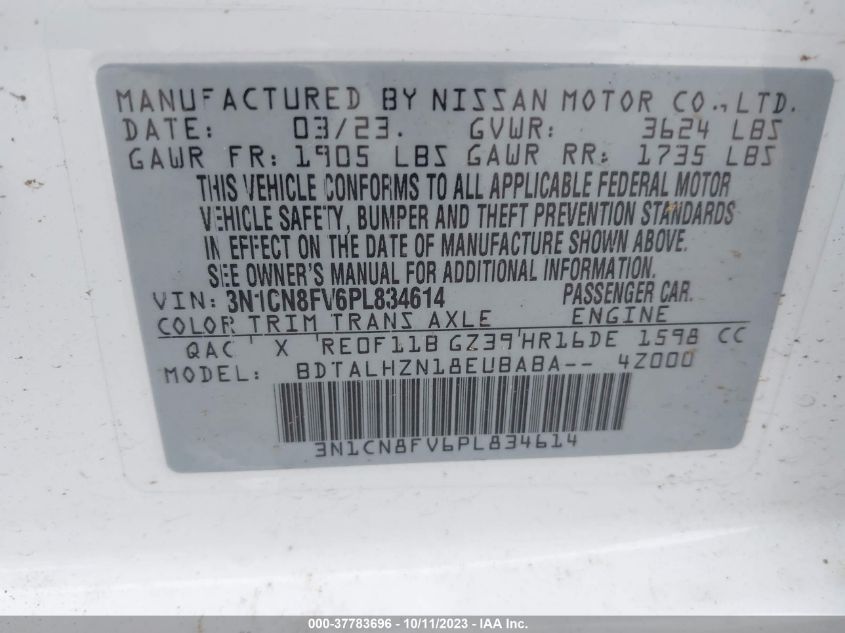 MANUFACTURED BY NISSAN MOTOR CO., LTD.
DATE: 03/23. GVWR: 3624 LBS
GAWR FR: 1905 LBS GAWR RR: 1735 LBS
THIS VEHICLE CONFORMS TO ALL APPLICABLE FEDERAL MOTOR
VEHICLE SAFETY, BUMPER AND THEFT PREVENTION STANDARDS
IN EFFECT ON THE DATE OF MANUFACTURE SHOWN ABOVE.
SEE OWNER'S MANUAL FOR ADDITIONAL INFORMATION.
VIN: 3N1CN8FV6PL834614 PASSENGER CAR.
COLOR TRIM TRANS AXLE ENGINE
QAC X RE0F11B GZ39 HR16DE 1598 CC
MODEL: BDTALHZN18EUBABA-- 4Z000
3N1CN8FV6PL834614
000-37783696 - 10/11/2023 - IAA Inc.